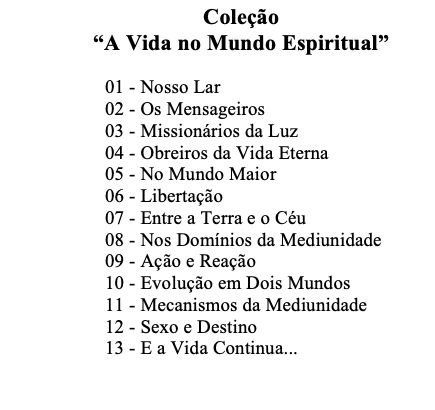 Coleção
“A Vida no Mundo Espiritual”
01 - Nosso Lar
02 - Os Mensageiros
03 - Missionários da Luz
04 - Obreiros da Vida Eterna
05 - No Mundo Maior
06 - Libertação
07 - Entre a Terra e o Céu
08 - Nos Domínios da Mediunidade
09 - Ação e Reação
10 - Evolução em Dois Mundos
11 - Mecanismos da Mediunidade
12 - Sexo e Destino
13 - E a Vida Continua...